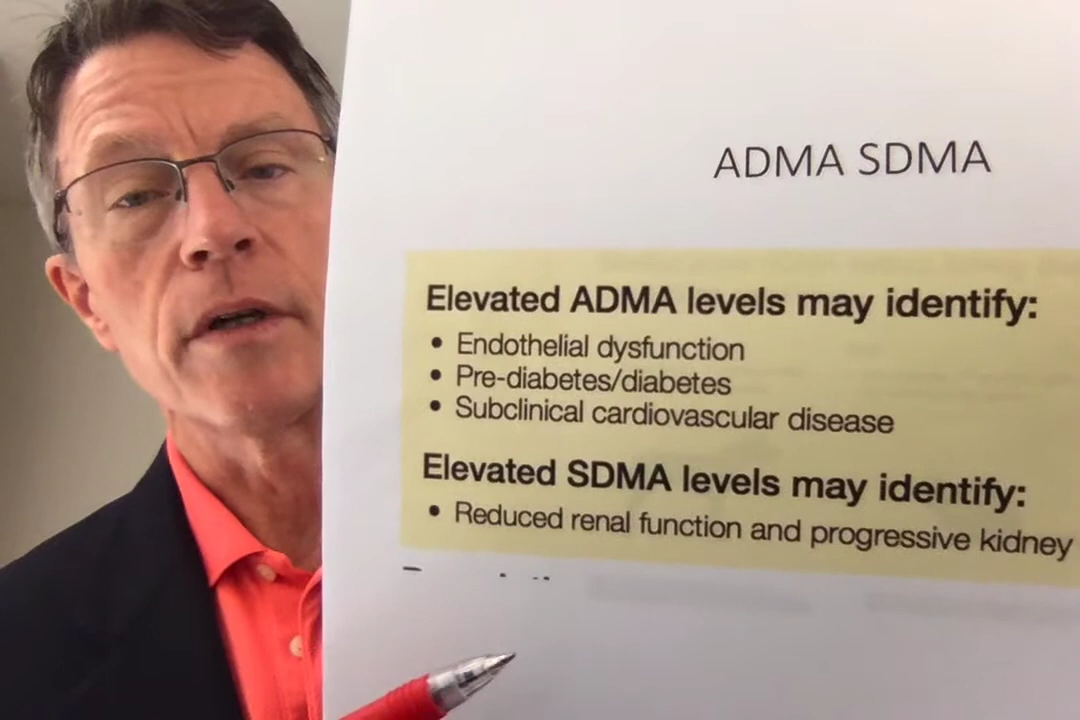 ADMA SDMA
Elevated ADMA levels may identify:
• Endothelial dysfunction
• Pre-diabetes/diabetes
• Subclinical cardiovascular disease
Elevated SDMA levels may identify:
• Reduced renal function and progressive kidney